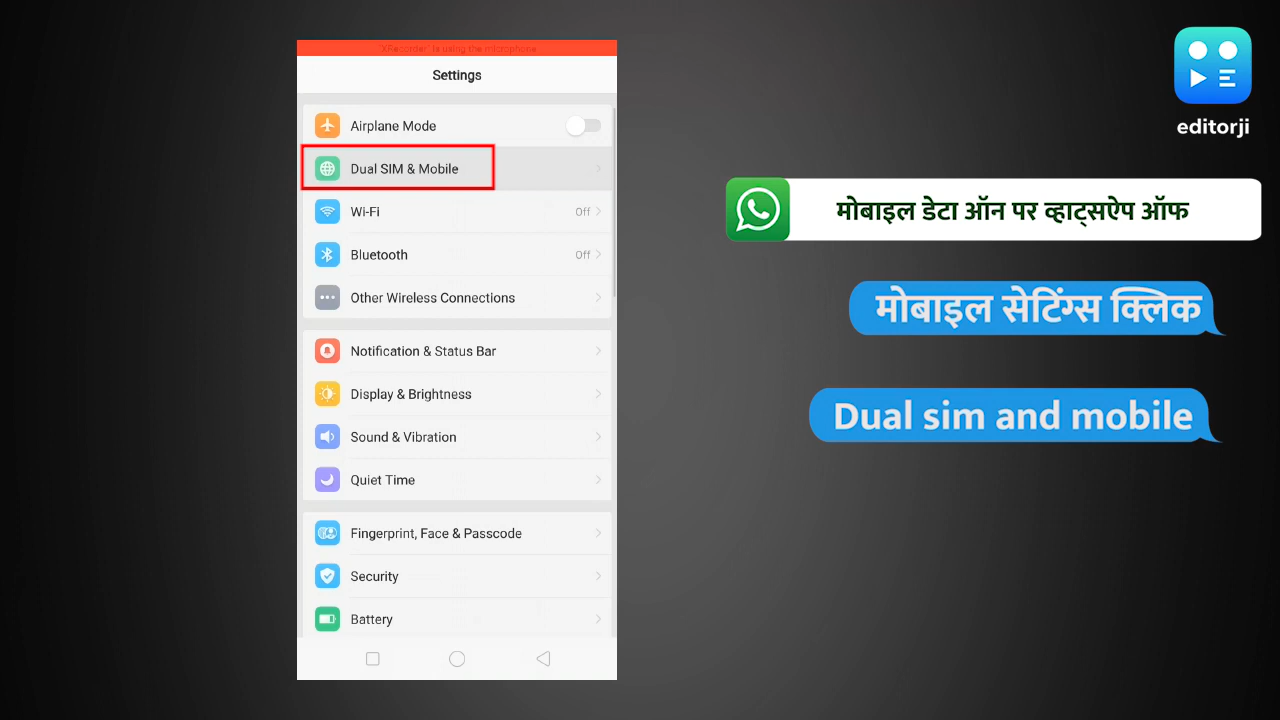 "XRecorder" is using the microphone
Settings
Airplane Mode
Dual SIM & Mobile
Wi-Fi Off
Bluetooth Off
Other Wireless Connections
Notification & Status Bar
Display & Brightness
Sound & Vibration
Quiet Time
Fingerprint, Face & Passcode
Security
Battery
editorji
मोबाइल डेटा ऑन पर व्हाट्सऐप ऑफ
मोबाइल सेटिंग्स क्लिक
Dual sim and mobile